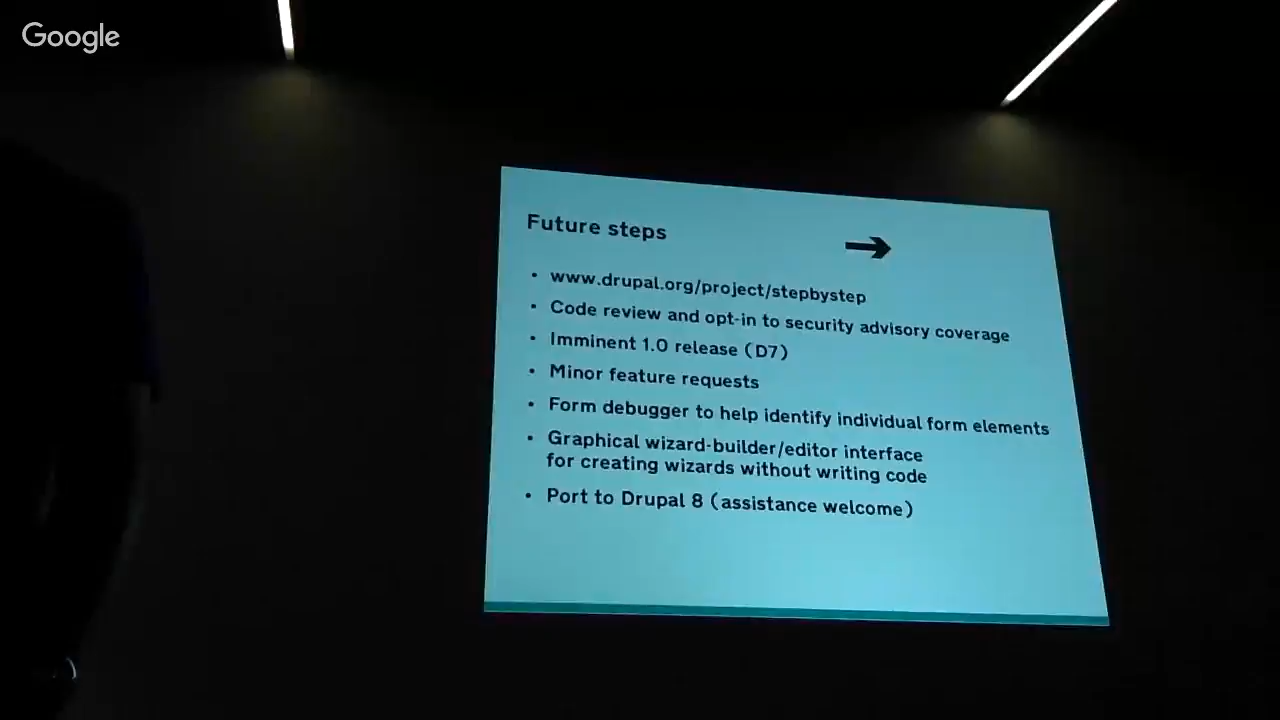 Google
Future steps
• www.drupal.org/project/stepbystep
• Code review and opt-in to security advisory coverage
• Imminent 1.0 release (D7)
• Minor feature requests
• Form debugger to help identify individual form elements
• Graphical wizard-builder/editor interface
for creating wizards without writing code
• Port to Drupal 8 (assistance welcome)